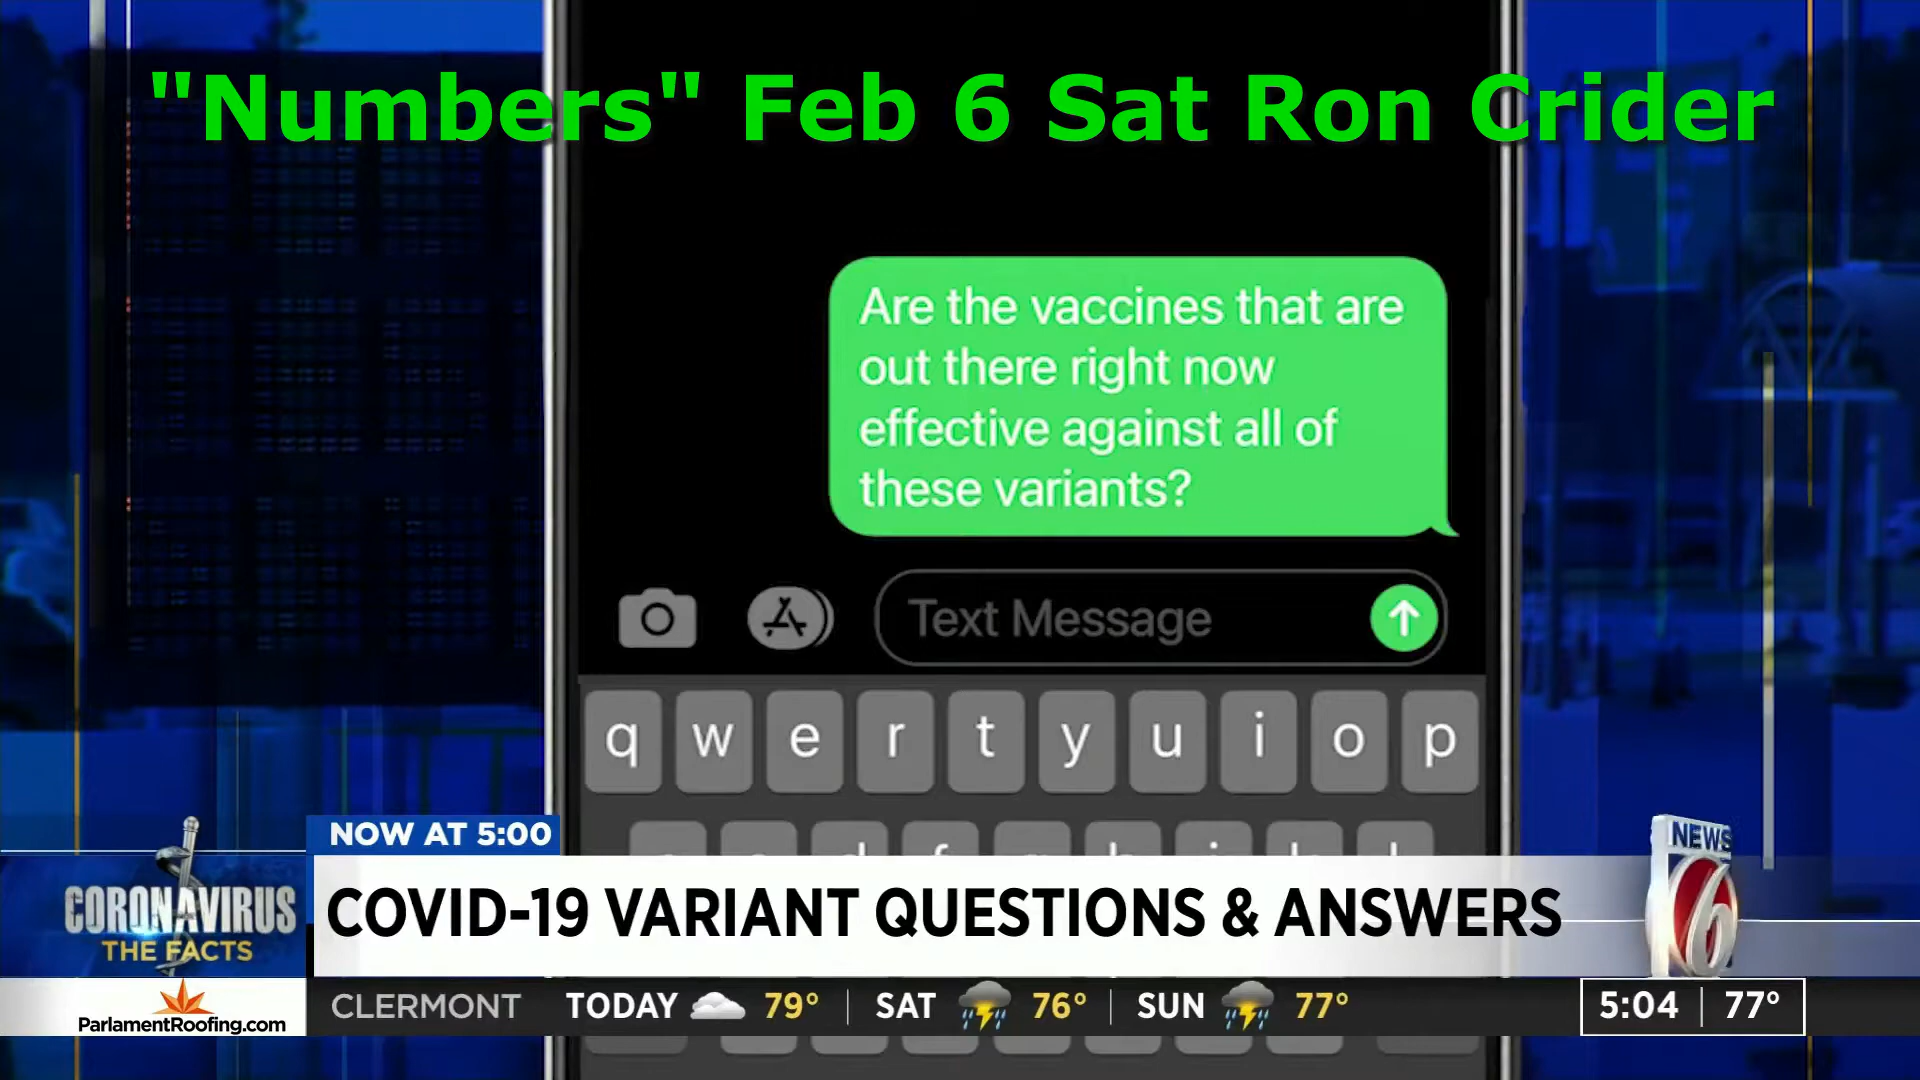 "Numbers" Feb 6 Sat Ron Crider
Are the vaccines that are
out there right now
effective against all of
these variants?
Text Message
q w e r t y u i o p
NOW AT 5:00
COVID-19 VARIANT QUESTIONS & ANSWERS
CORONAVIRUS
THE FACTS
NEWS
6
ParlamentRoofing.com
CLERMONT TODAY 79° SAT 76° SUN 77°
5:04 77°